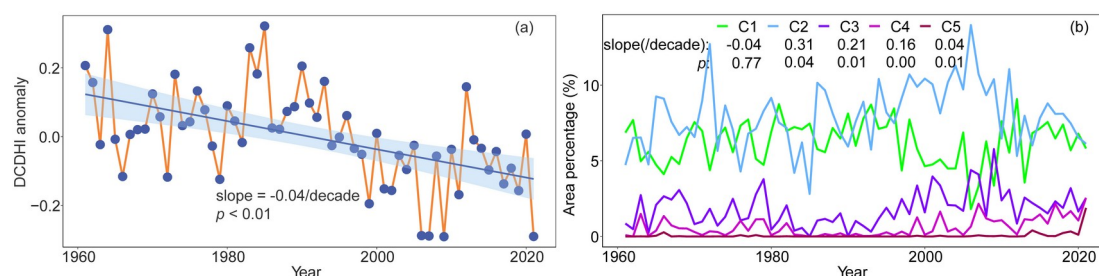 (a)
DCDHI anomaly
0.2
0.0
−0.2
slope = -0.04/decade
p < 0.01
1960
1980
2000
2020
Year
C1 C2 C3 C4 C5
(b)
slope(/decade): -0.04 0.31 0.21 0.16 0.04
p: 0.77 0.04 0.01 0.00 0.01
Area percentage (%)
10
5
0
1960
1980
2000
2020
Year